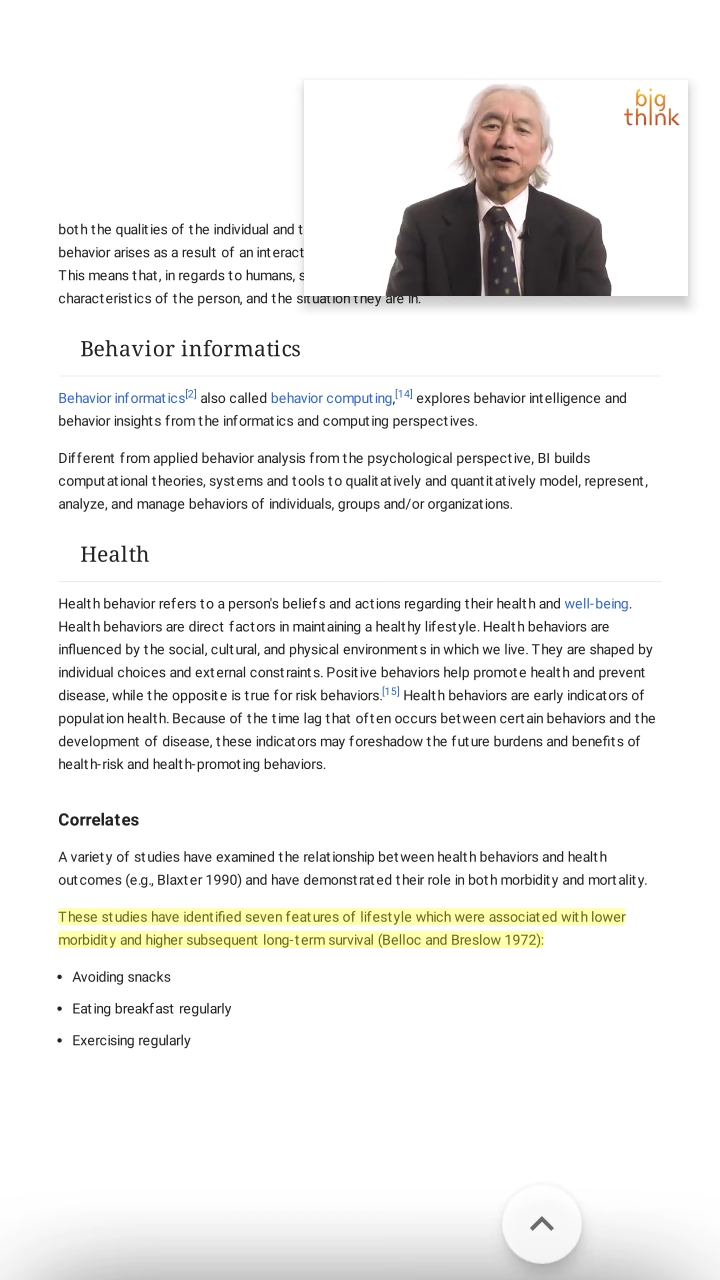 big
think
both the qualities of the individual and t
behavior arises as a result of an interact
This means that, in regards to humans, s
characteristics of the person, and the situation they are in.
Behavior informatics
Behavior informatics[2] also called behavior computing,[14] explores behavior intelligence and
behavior insights from the informatics and computing perspectives.
Different from applied behavior analysis from the psychological perspective, BI builds
computational theories, systems and tools to qualitatively and quantitatively model, represent,
analyze, and manage behaviors of individuals, groups and/or organizations.
Health
Health behavior refers to a person's beliefs and actions regarding their health and well-being.
Health behaviors are direct factors in maintaining a healthy lifestyle. Health behaviors are
influenced by the social, cultural, and physical environments in which we live. They are shaped by
individual choices and external constraints. Positive behaviors help promote health and prevent
disease, while the opposite is true for risk behaviors.[15] Health behaviors are early indicators of
population health. Because of the time lag that often occurs between certain behaviors and the
development of disease, these indicators may foreshadow the future burdens and benefits of
health-risk and health-promoting behaviors.
Correlates
A variety of studies have examined the relationship between health behaviors and health
outcomes (e.g., Blaxter 1990) and have demonstrated their role in both morbidity and mortality.
These studies have identified seven features of lifestyle which were associated with lower
morbidity and higher subsequent long-term survival (Belloc and Breslow 1972):
• Avoiding snacks
• Eating breakfast regularly
• Exercising regularly